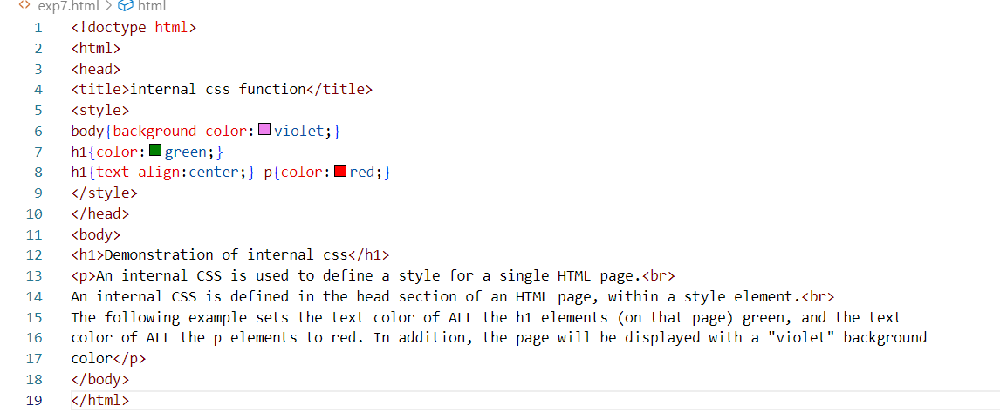 exp7.html > html
1 <!doctype html>
2 <html>
3 <head>
4 <title>internal css function</title>
5 <style>
6 body{background-color:violet;}
7 h1{color:green;}
8 h1{text-align:center;} p{color:red;}
9 </style>
10 </head>
11 <body>
12 <h1>Demonstration of internal css</h1>
13 <p>An internal CSS is used to define a style for a single HTML page.<br>
14 An internal CSS is defined in the head section of an HTML page, within a style element.<br>
15 The following example sets the text color of ALL the h1 elements (on that page) green, and the text
16 color of ALL the p elements to red. In addition, the page will be displayed with a "violet" background
17 color</p>
18 </body>
19 </html>